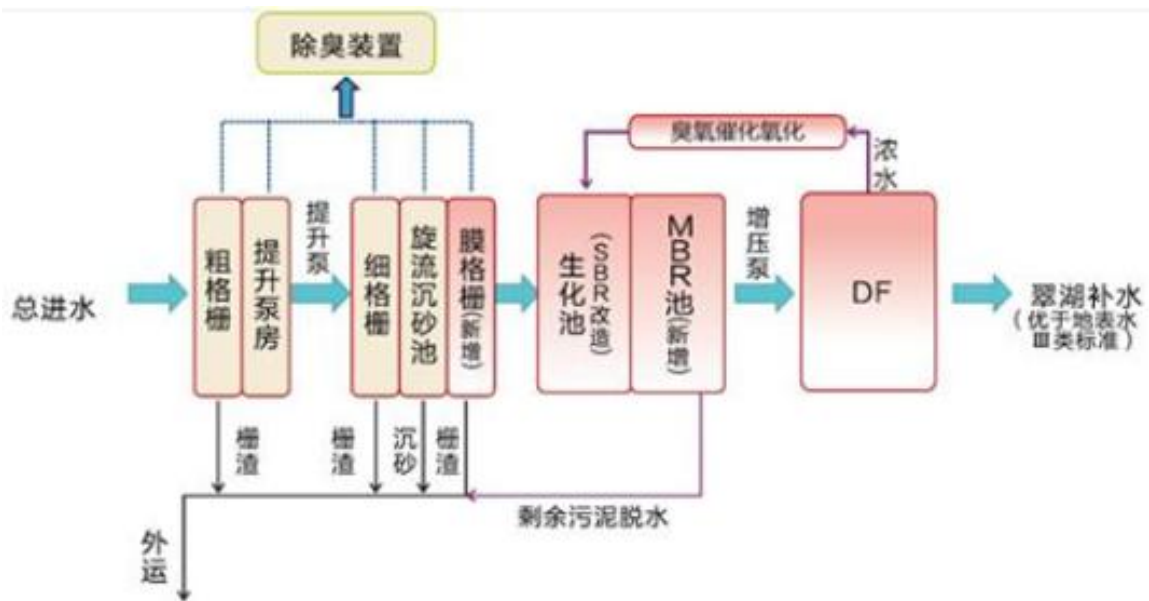 除臭装置
臭氧催化氧化
浓水
总进水
粗格栅
提升泵房
提升泵
细格栅
旋流沉砂池
膜格栅(新增)
生化池
(SBR改造)
MBR池(新增)
增压泵
DF
翠湖补水
(优于地表水
Ⅲ类标准)
栅渣
栅渣
沉砂
栅渣
剩余污泥脱水
外运